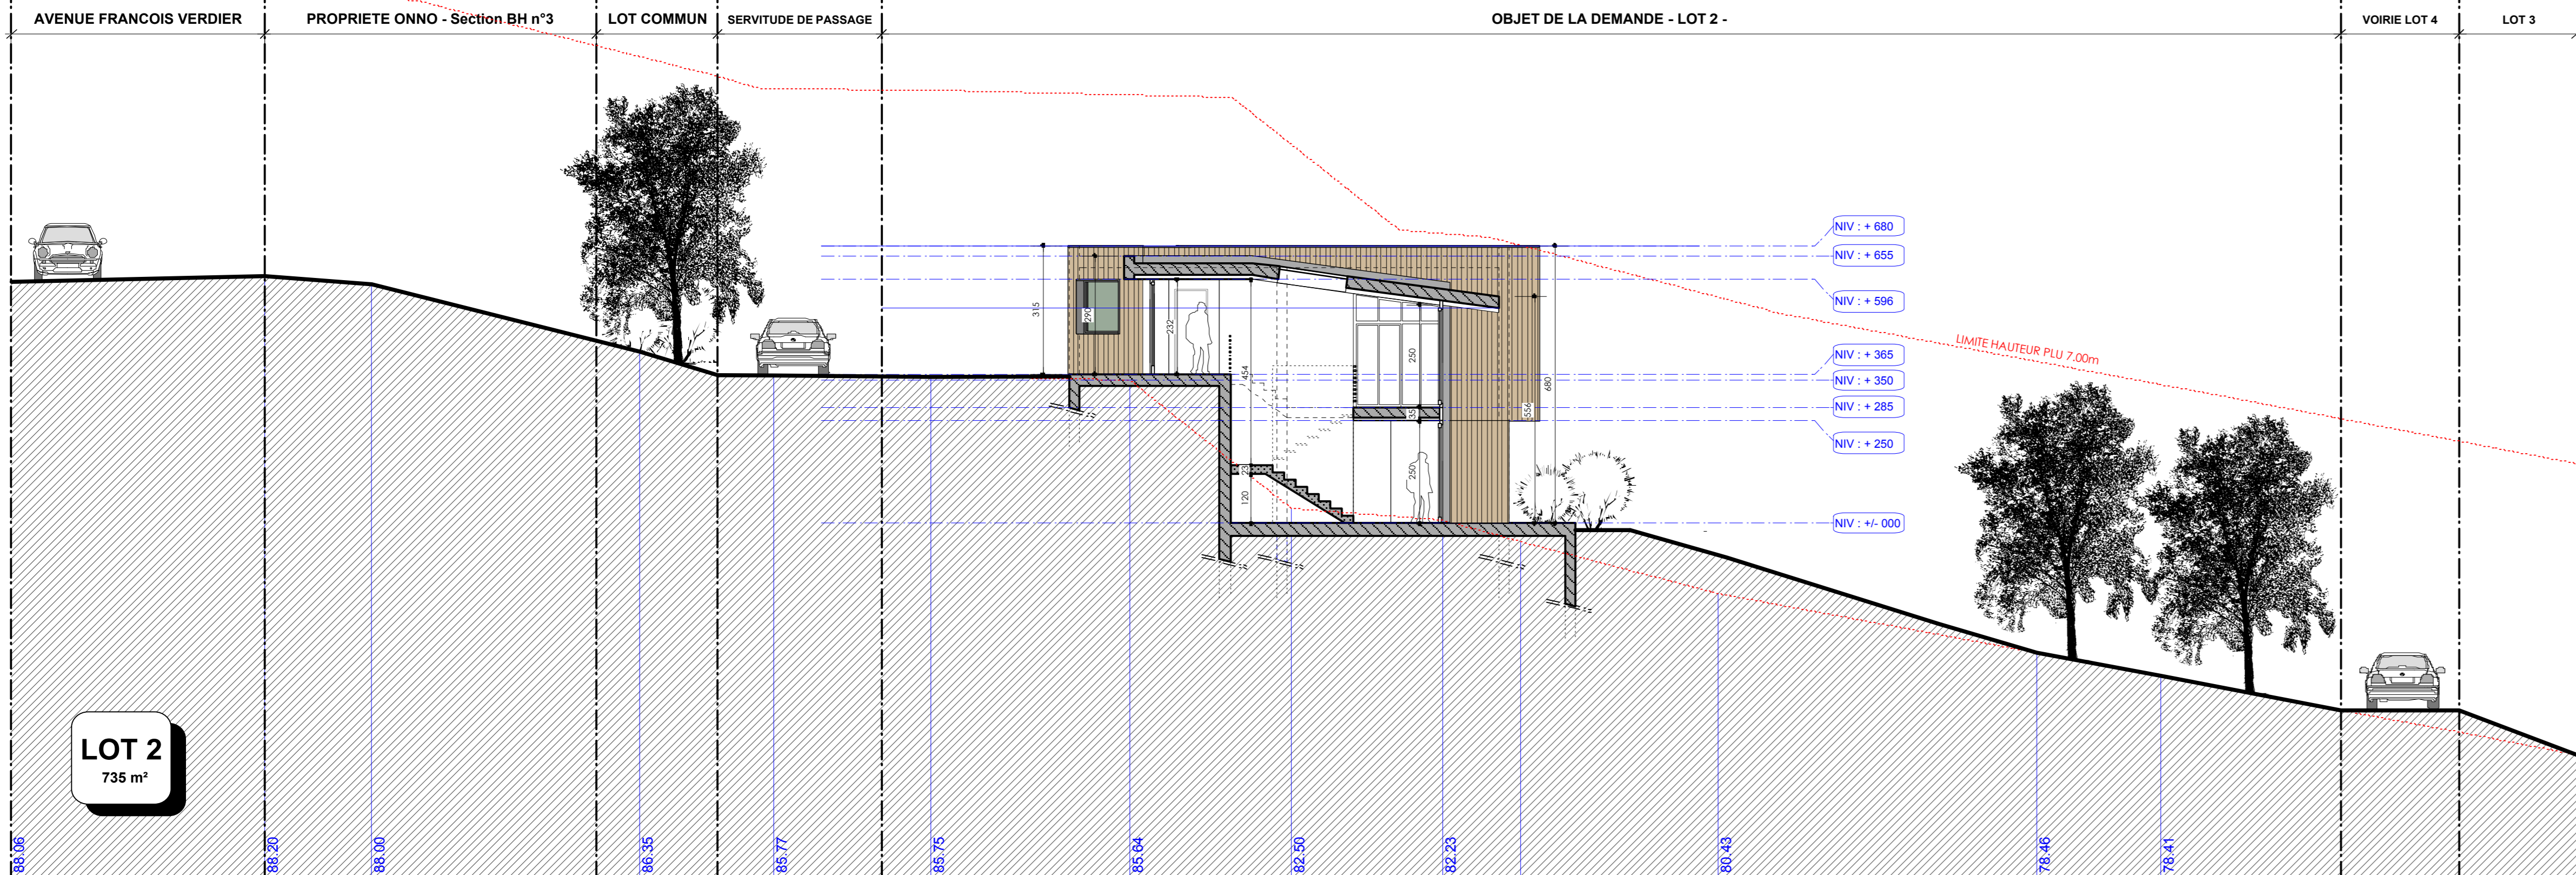 AVENUE FRANCOIS VERDIER
PROPRIETE ONNO - Section BH n°3
LOT COMMUN
SERVITUDE DE PASSAGE
OBJET DE LA DEMANDE - LOT 2 -
VOIRIE LOT 4
LOT 3
NIV : + 680
NIV : + 655
NIV : + 596
NIV : + 365
NIV : + 350
NIV : + 285
NIV : + 250
NIV : +/- 000
LIMITE HAUTEUR PLU 7.00m
315
290
232
454
250
35
250
23
120
680
556
LOT 2
735 m²
88.06
88.20
88.00
86.35
85.77
85.75
85.64
82.50
82.23
80.43
78.46
78.41